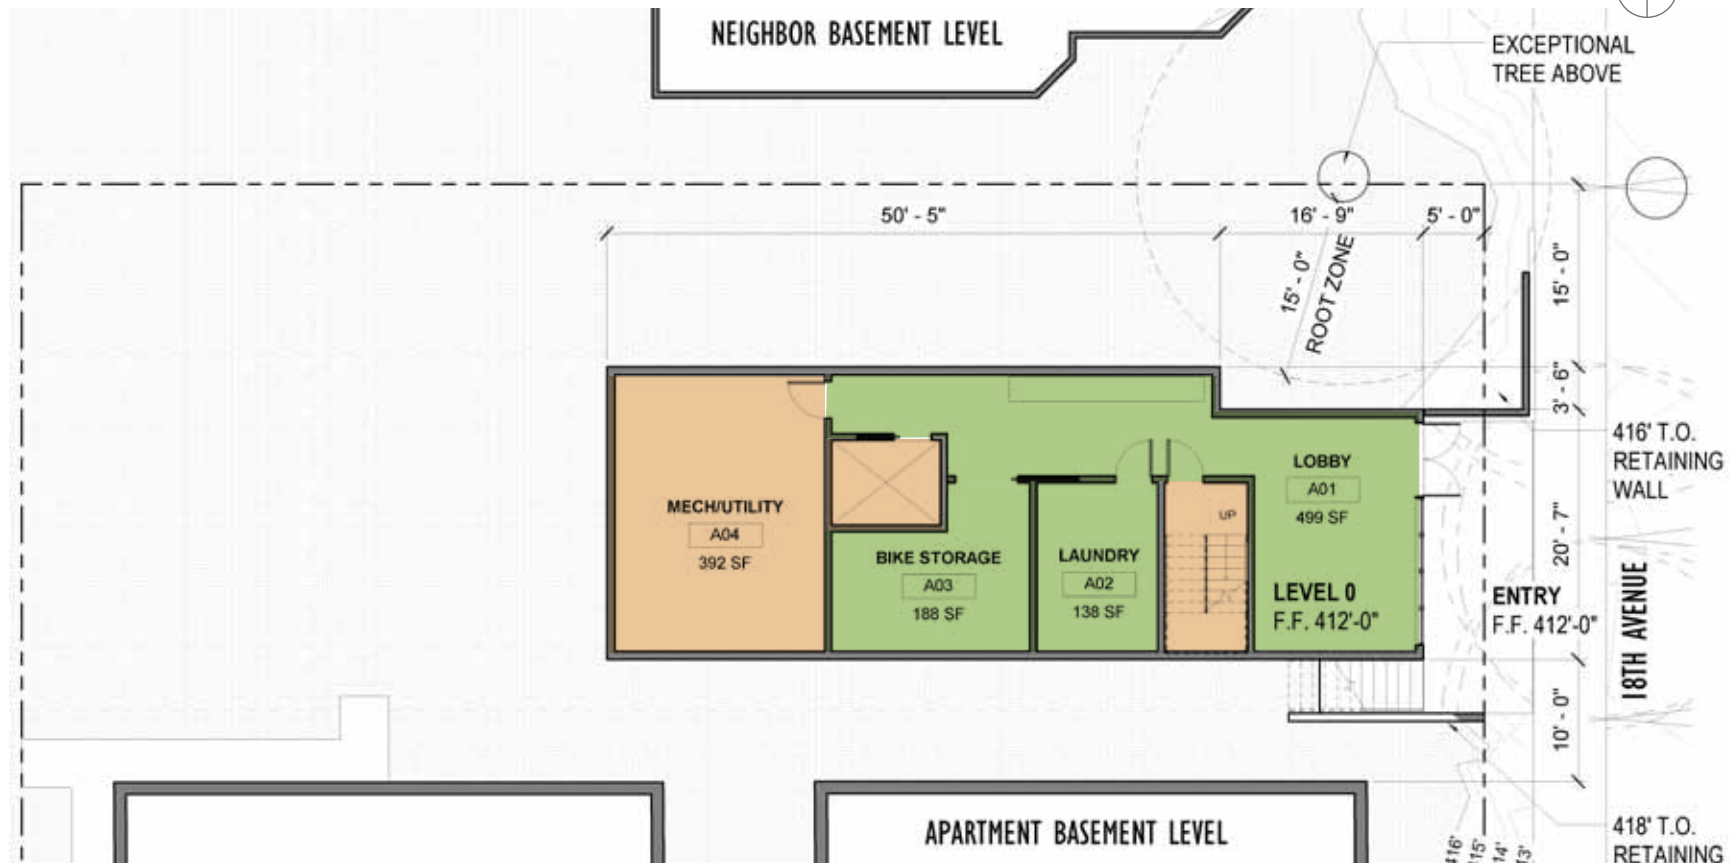 NEIGHBOR BASEMENT LEVEL
EXCEPTIONAL
TREE ABOVE
50' - 5"
16' - 9"
5' - 0"
15' - 0"
ROOT ZONE
15' - 0"
3' - 6"
416' T.O.
RETAINING
WALL
LOBBY
A01
499 SF
MECH/UTILITY
A04
392 SF
UP
20' - 7"
BIKE STORAGE
A03
188 SF
LAUNDRY
A02
138 SF
LEVEL 0
F.F. 412'-0"
ENTRY
F.F. 412'-0"
18TH AVENUE
10' - 0"
APARTMENT BASEMENT LEVEL
418' T.O.
RETAINING
416'